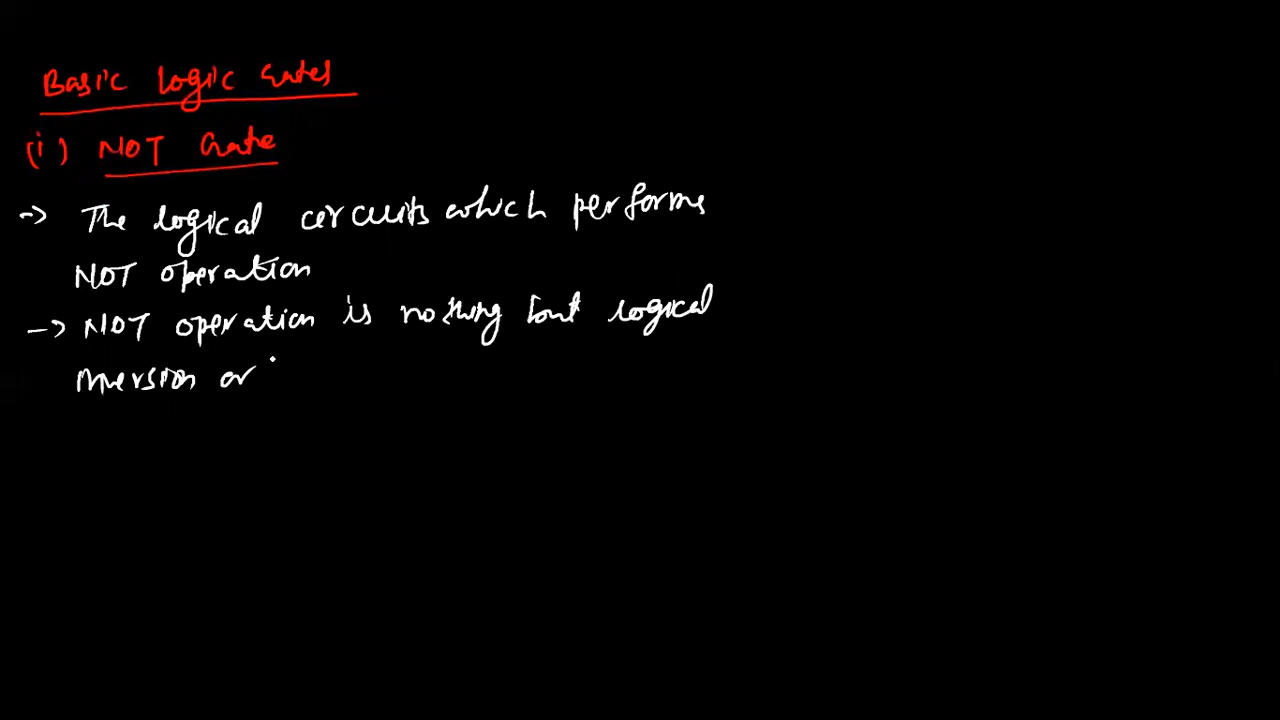 Basic Logic Gates
(i) NOT Gate
-> The logical circuits which performs
NOT operation
-> NOT operation is nothing but logical
inversion or